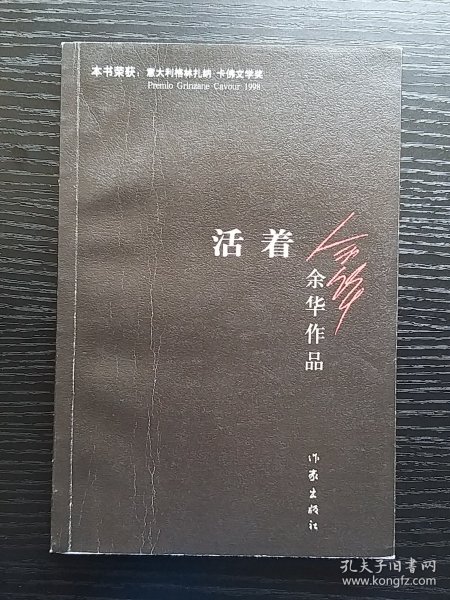 本书荣获：意大利格林扎纳·卡佛文学奖
Premio Grinzane Cavour 1998
活着
余华
余华作品
作家出版社
孔夫子旧书网
www.kongfz.com